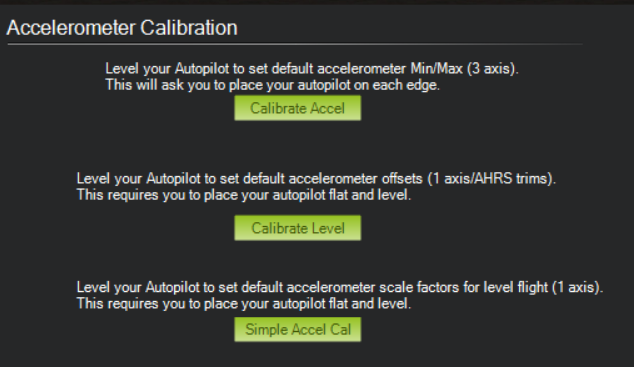 Accelerometer Calibration
Level your Autopilot to set default accelerometer Min/Max (3 axis).
This will ask you to place your autopilot on each edge.
Calibrate Accel
Level your Autopilot to set default accelerometer offsets (1 axis/AHRS trims).
This requires you to place your autopilot flat and level.
Calibrate Level
Level your Autopilot to set default accelerometer scale factors for level flight (1 axis).
This requires you to place your autopilot flat and level.
Simple Accel Cal